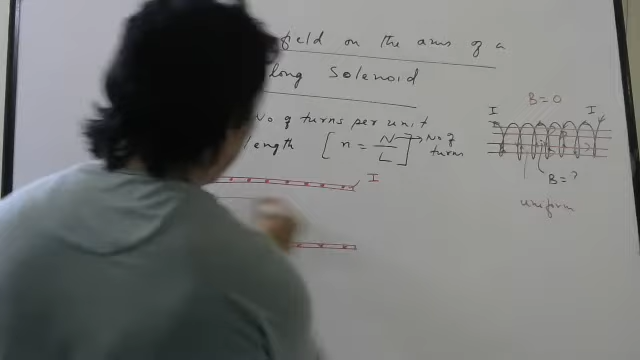 field on the axis of a
long Solenoid
No of turns per unit
length [n = N/L] → No of turns
I
B = 0
I I
B = ?
uniform